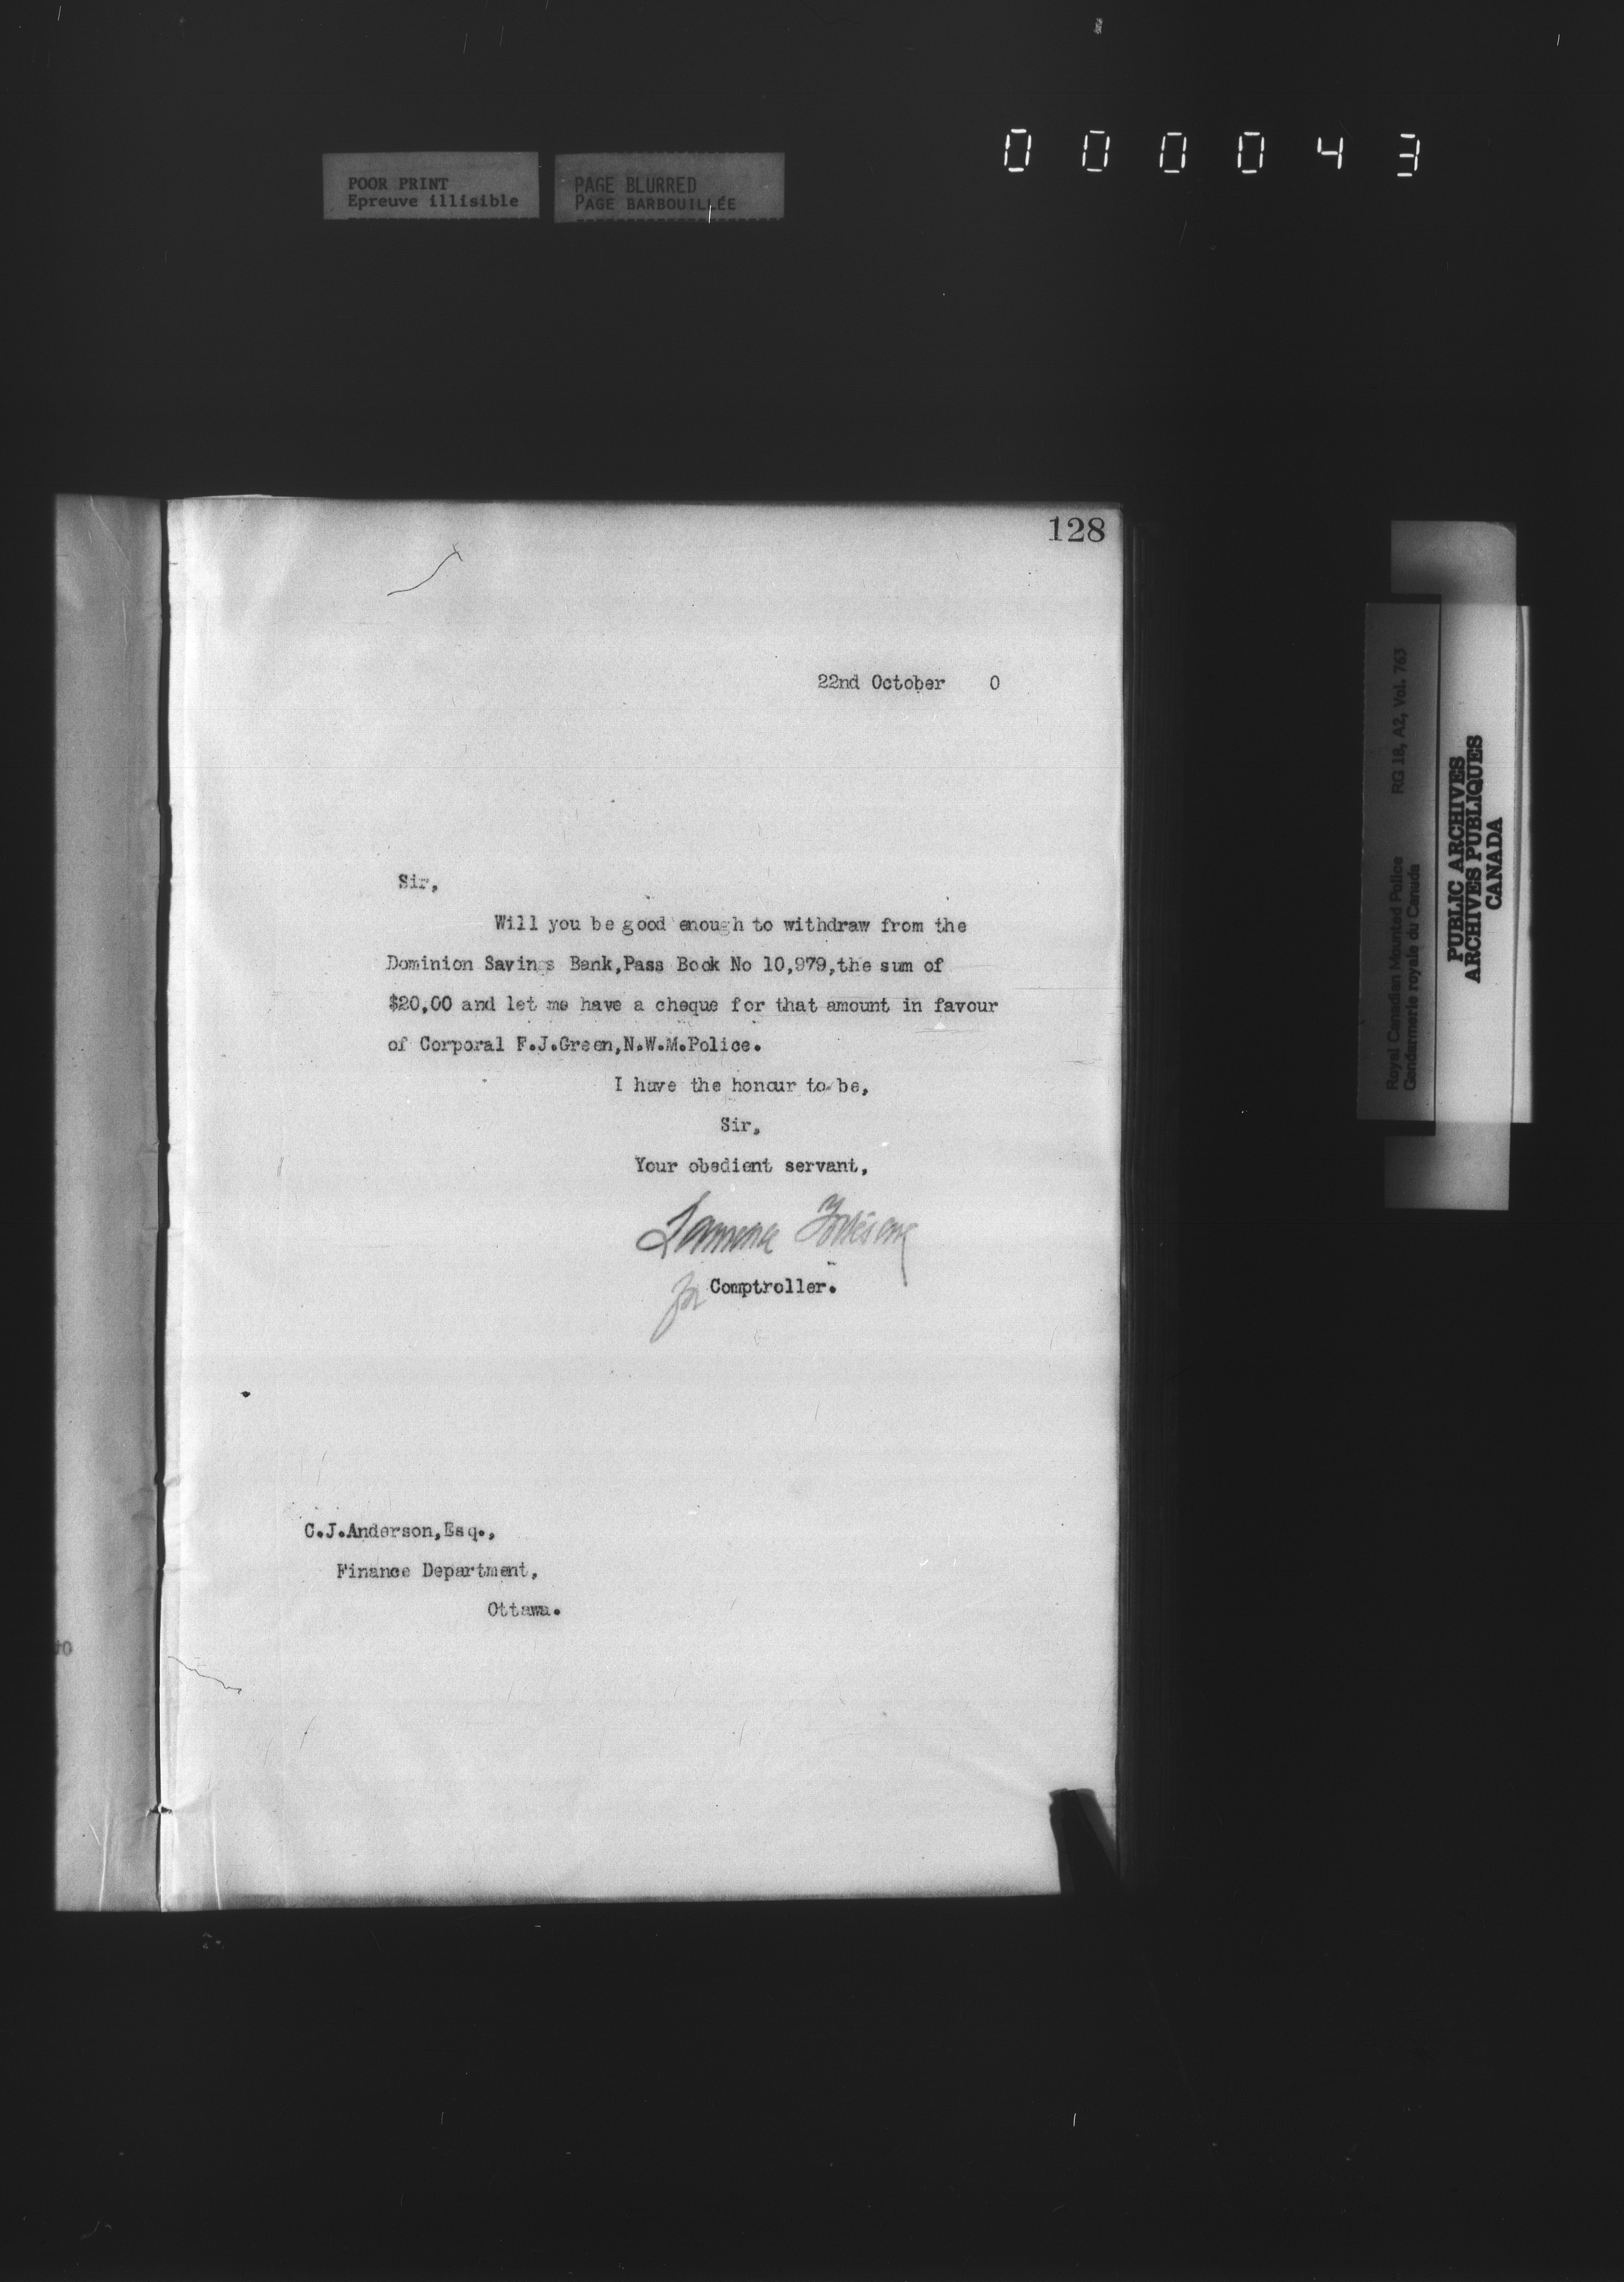 000043
POOR PRINT
Epreuve illisible
PAGE BLURRED
PAGE BARBOUILLÉE
128
22nd October 0
Sir,
Will you be good enough to withdraw from the
Dominion Savings Bank,Pass Book No 10,979,the sum of
$20,00 and let me have a cheque for that amount in favour
of Corporal F.J.Green,N.W.M.Police.
I have the honour to be,
Sir,
Your obedient servant,
for Comptroller.
C.J.Anderson,Esq.,
Finance Department,
Ottawa.
Royal Canadian Mounted Police RG 18, A2, Vol. 763
Gendarmerie royale du Canada
PUBLIC ARCHIVES
ARCHIVES PUBLIQUES
CANADA